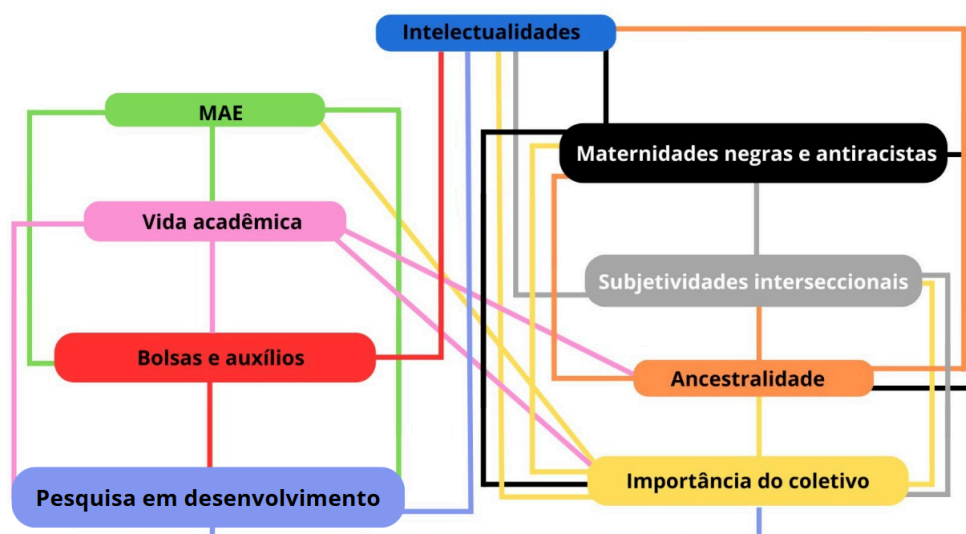 Intelectualidades
MAE
Maternidades negras e antiracistas
Vida acadêmica
Subjetividades interseccionais
Bolsas e auxílios
Ancestralidade
Importância do coletivo
Pesquisa em desenvolvimento